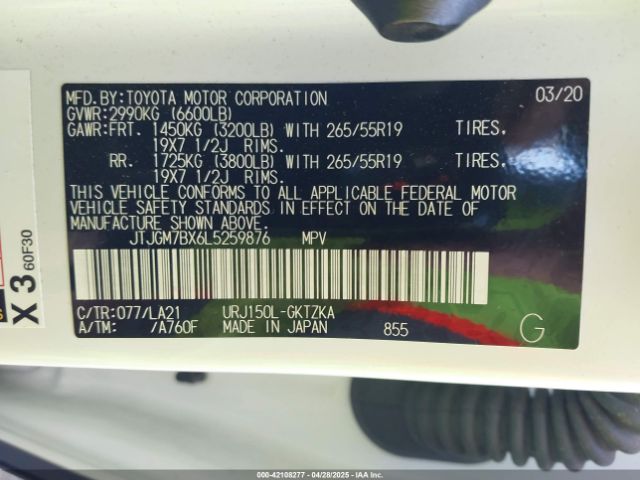 MFD.BY:TOYOTA MOTOR CORPORATION 03/20
GVWR:2990KG (6600LB)
GAWR:FRT. 1450KG (3200LB) WITH 265/55R19 TIRES.
19X7 1/2J RIMS.
RR. 1725KG (3800LB) WITH 265/55R19 TIRES.
19X7 1/2J RIMS.
THIS VEHICLE CONFORMS TO ALL APPLICABLE FEDERAL MOTOR
VEHICLE SAFETY STANDARDS IN EFFECT ON THE DATE OF
MANUFACTURE SHOWN ABOVE.
JTJGM7BX6L5259876 MPV
C/TR:077/LA21 URJ150L-GKTZKA
A/TM: /A760F MADE IN JAPAN 855 G
X 3 60F30
000-42108277 - 04/28/2025 - IAA Inc.